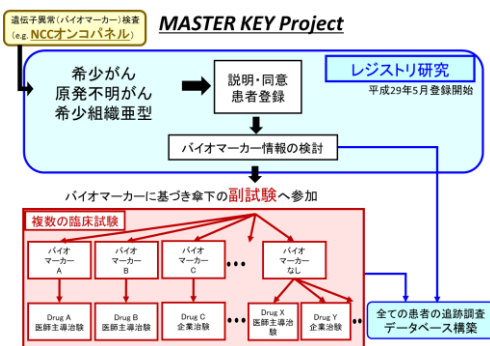 遺伝子異常(バイオマーカー)検査
(e.g. NCCオンコパネル)
MASTER KEY Project
希少がん
原発不明がん
希少組織亜型
説明・同意
患者登録
レジストリ研究
平成29年5月登録開始
バイオマーカー情報の検討
バイオマーカーに基づき傘下の副試験へ参加
複数の臨床試験
バイオ
マーカー
A
バイオ
マーカー
B
バイオ
マーカー
C
•••
バイオ
マーカー
なし
Drug A
医師主導治験
Drug B
医師主導治験
Drug C
企業治験
•••
Drug X
医師主導治
験
Drug Y
企業治験
••
全ての患者の追跡調査
データベース構築